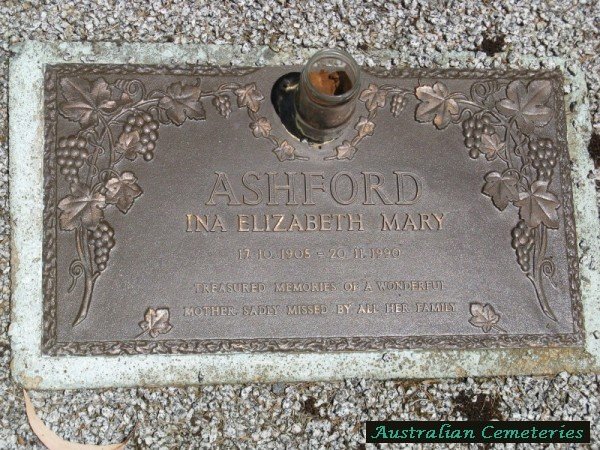 ASHFORD
INA ELIZABETH MARY
17.10.1905 - 20.11.1990
TREASURED MEMORIES OF A WONDERFUL
MOTHER, SADLY MISSED BY ALL HER FAMILY
Australian Cemeteries